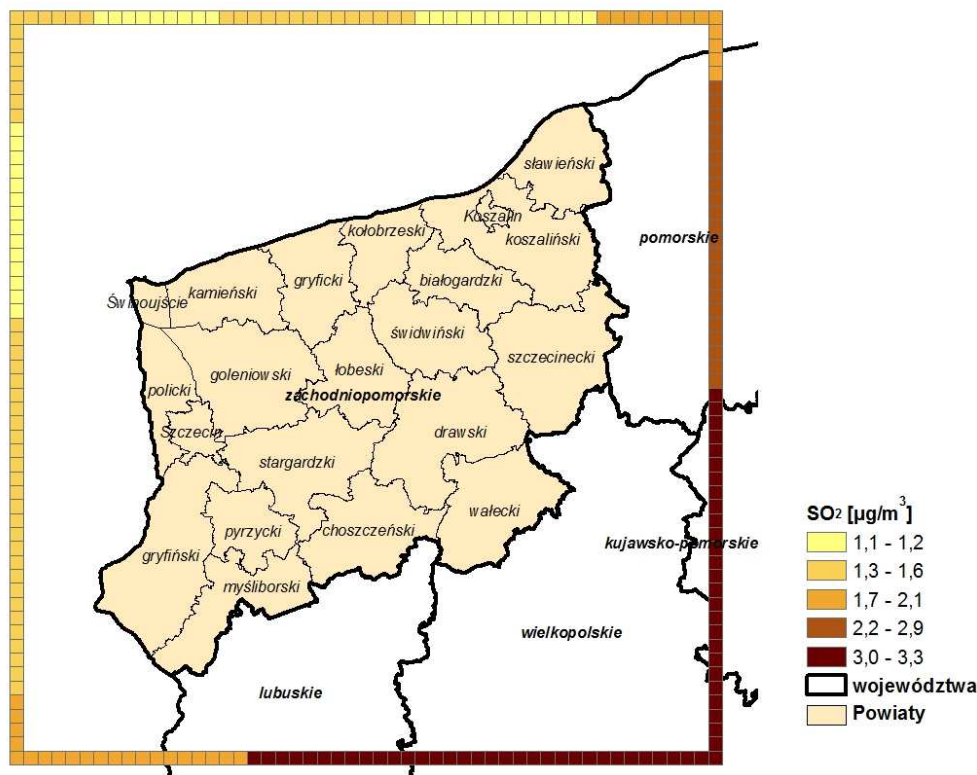 sławieński
Koszalin
koszaliński
pomorskie
kołobrzeski
białogardzki
gryficki
kamieński
Świnoujście
świdwiński
szczecinecki
łobeski
goleniowski
policki
zachodniopomorskie
Szczecin
drawski
stargardzki
wałecki
choszczeński
pyrzycki
gryfiński
myśliborski
kujawsko-pomorskie
wielkopolskie
lubuskie
SO2 [µg/m3]
1,1 - 1,2
1,3 - 1,6
1,7 - 2,1
2,2 - 2,9
3,0 - 3,3
województwa
Powiaty